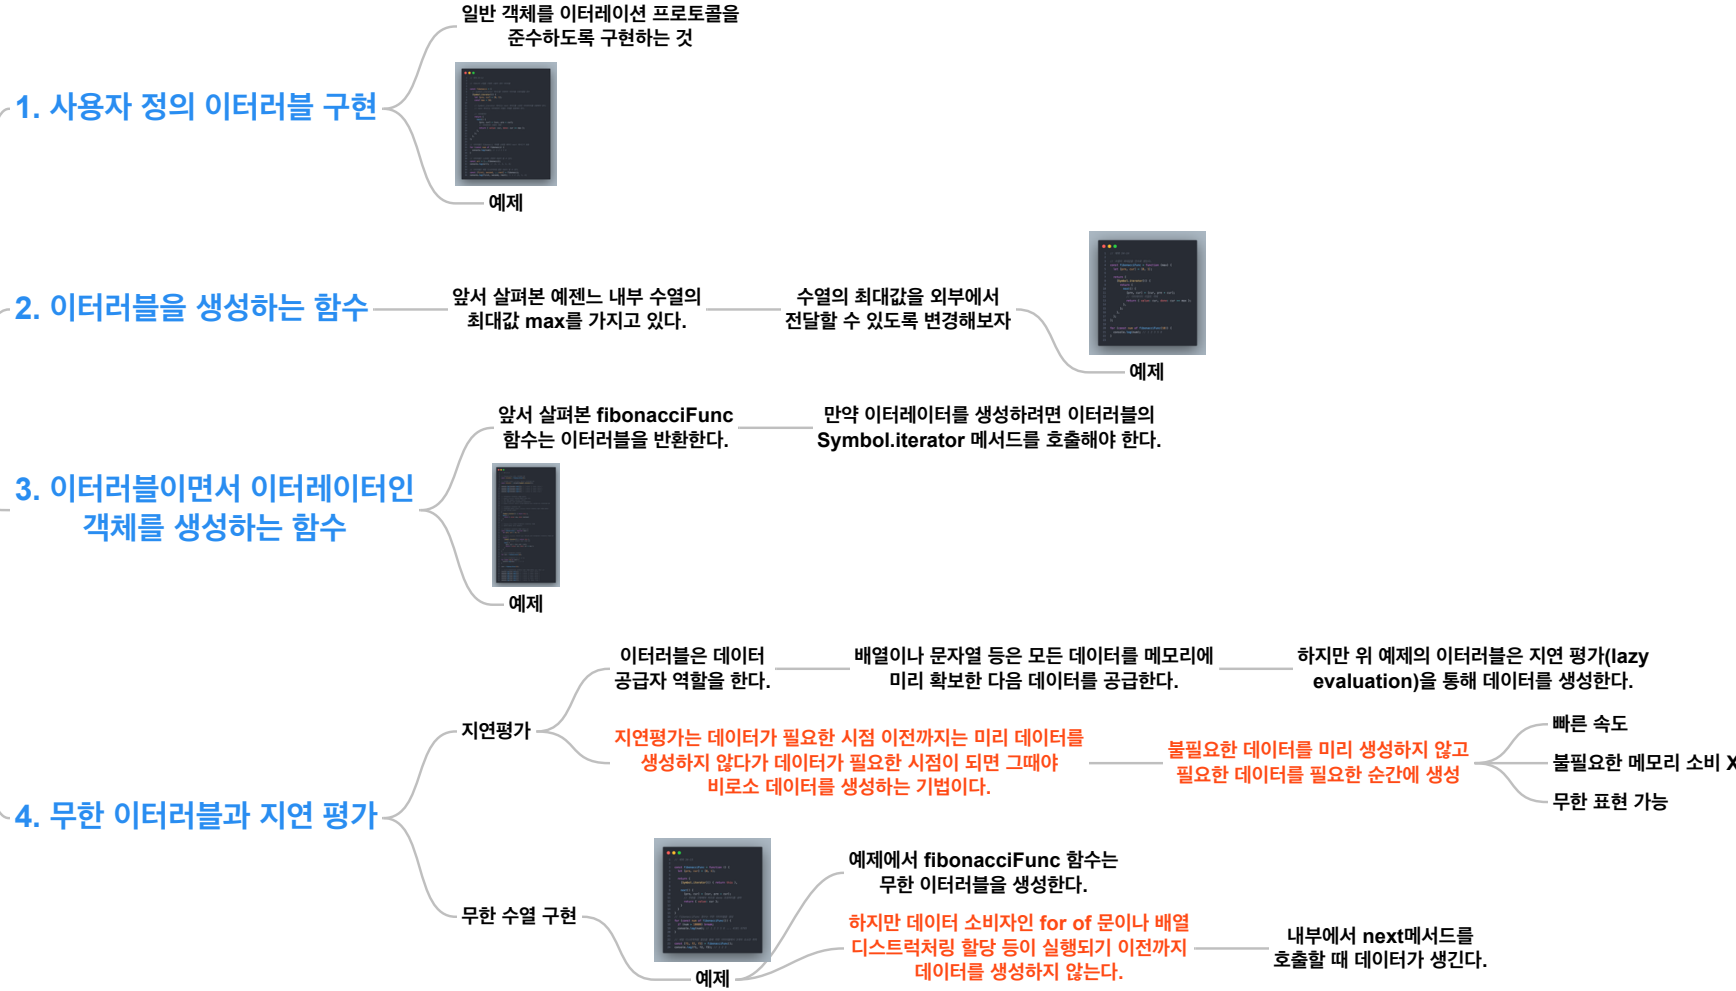 일반 객체를 이터레이션 프로토콜을
준수하도록 구현하는 것
1. 사용자 정의 이터러블 구현
예제
2. 이터러블을 생성하는 함수
앞서 살펴본 예젠느 내부 수열의
최대값 max를 가지고 있다.
수열의 최대값을 외부에서
전달할 수 있도록 변경해보자
예제
3. 이터러블이면서 이터레이터인
객체를 생성하는 함수
앞서 살펴본 fibonacciFunc
함수는 이터러블을 반환한다.
만약 이터레이터를 생성하려면 이터러블의
Symbol.iterator 메서드를 호출해야 한다.
예제
4. 무한 이터러블과 지연 평가
지연평가
이터러블은 데이터
공급자 역할을 한다.
배열이나 문자열 등은 모든 데이터를 메모리에
미리 확보한 다음 데이터를 공급한다.
하지만 위 예제의 이터러블은 지연 평가(lazy
evaluation)을 통해 데이터를 생성한다.
지연평가는 데이터가 필요한 시점 이전까지는 미리 데이터를
생성하지 않다가 데이터가 필요한 시점이 되면 그때야
비로소 데이터를 생성하는 기법이다.
불필요한 데이터를 미리 생성하지 않고
필요한 데이터를 필요한 순간에 생성
빠른 속도
불필요한 메모리 소비 X
무한 표현 가능
무한 수열 구현
예제
예제에서 fibonacciFunc 함수는
무한 이터러블을 생성한다.
하지만 데이터 소비자인 for of 문이나 배열
디스트럭처링 할당 등이 실행되기 이전까지
데이터를 생성하지 않는다.
내부에서 next메서드를
호출할 때 데이터가 생긴다.